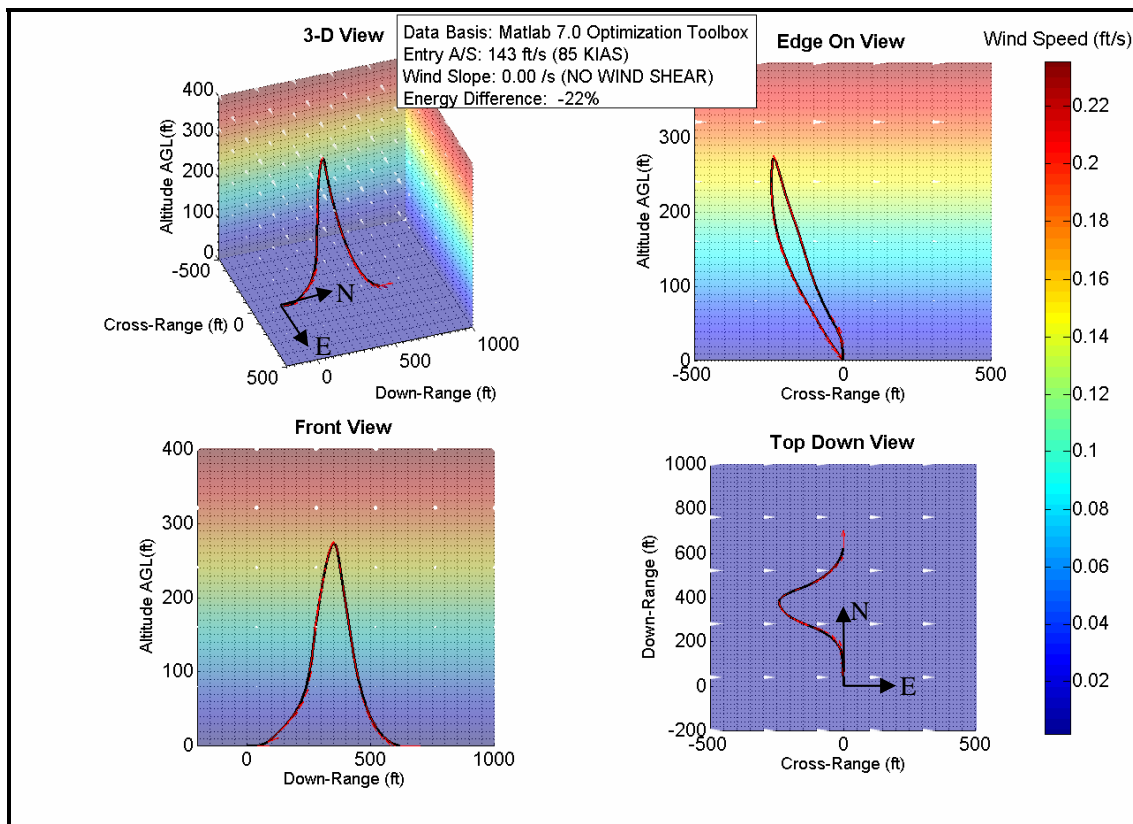 Data Basis: Matlab 7.0 Optimization Toolbox
Entry A/S: 143 ft/s (85 KIAS)
Wind Slope: 0.00 /s (NO WIND SHEAR)
Energy Difference: -22%
3-D View
Altitude AGL(ft)
400
300
200
100
0
-500
0
500
Cross-Range (ft)
0
500
1000
Down-Range (ft)
N
E
Edge On View
Altitude AGL(ft)
300
200
100
0
-500
0
500
Cross-Range (ft)
Wind Speed (ft/s)
0.22
0.2
0.18
0.16
0.14
0.12
0.1
0.08
0.06
0.04
0.02
Front View
Altitude AGL(ft)
400
300
200
100
0
0
500
1000
Down-Range (ft)
Top Down View
Down-Range (ft)
1000
800
600
400
200
0
-200
-500
0
500
Cross-Range (ft)
N
E